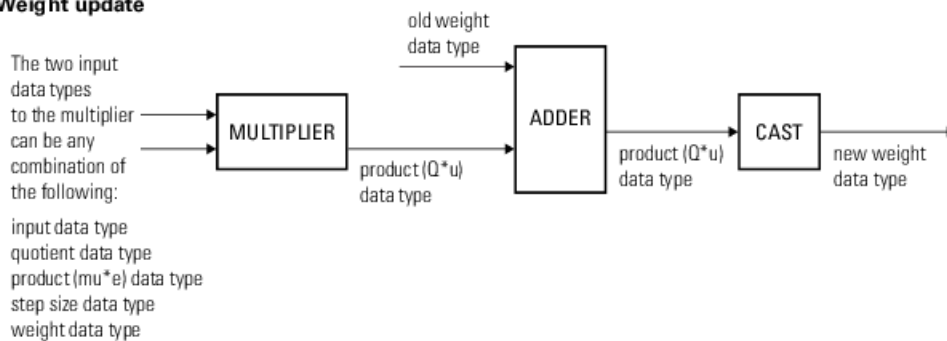 Weight update
The two input
data types
to the multiplier
can be any
combination of
the following:
input data type
quotient data type
product (mu*e) data type
step size data type
weight data type
MULTIPLIER
product (Q*u)
data type
old weight
data type
ADDER
product (Q*u)
data type
CAST
new weight
data type